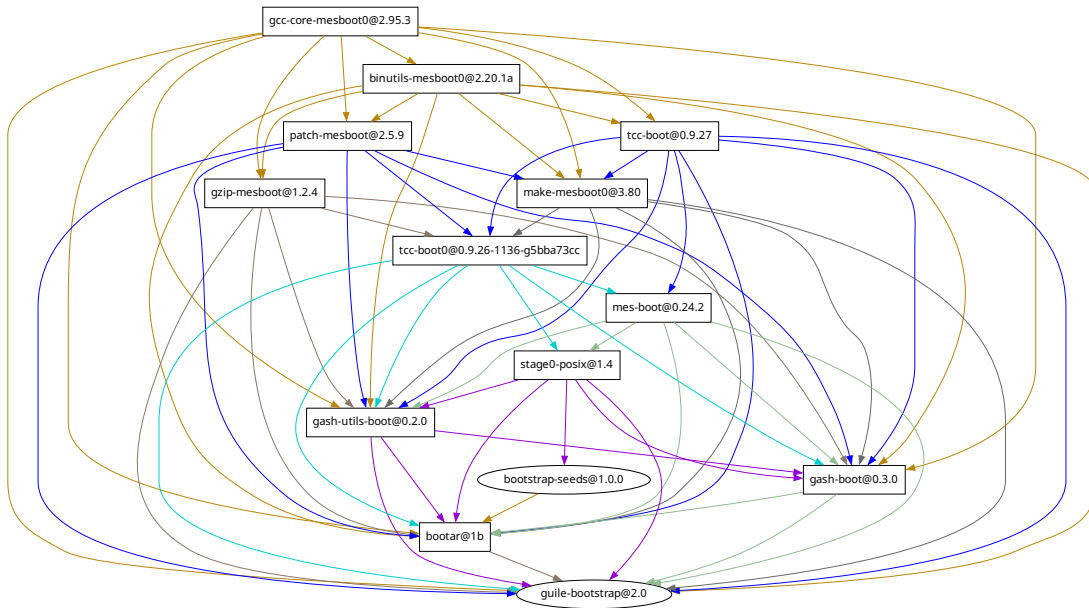 gcc-core-mesboot0@2.95.3
binutils-mesboot0@2.20.1a
patch-mesboot@2.5.9
tcc-boot@0.9.27
gzip-mesboot@1.2.4
make-mesboot0@3.80
tcc-boot0@0.9.26-1136-g5bba73cc
mes-boot@0.24.2
stage0-posix@1.4
gash-utils-boot@0.2.0
bootstrap-seeds@1.0.0
gash-boot@0.3.0
bootar@1b
guile-bootstrap@2.0